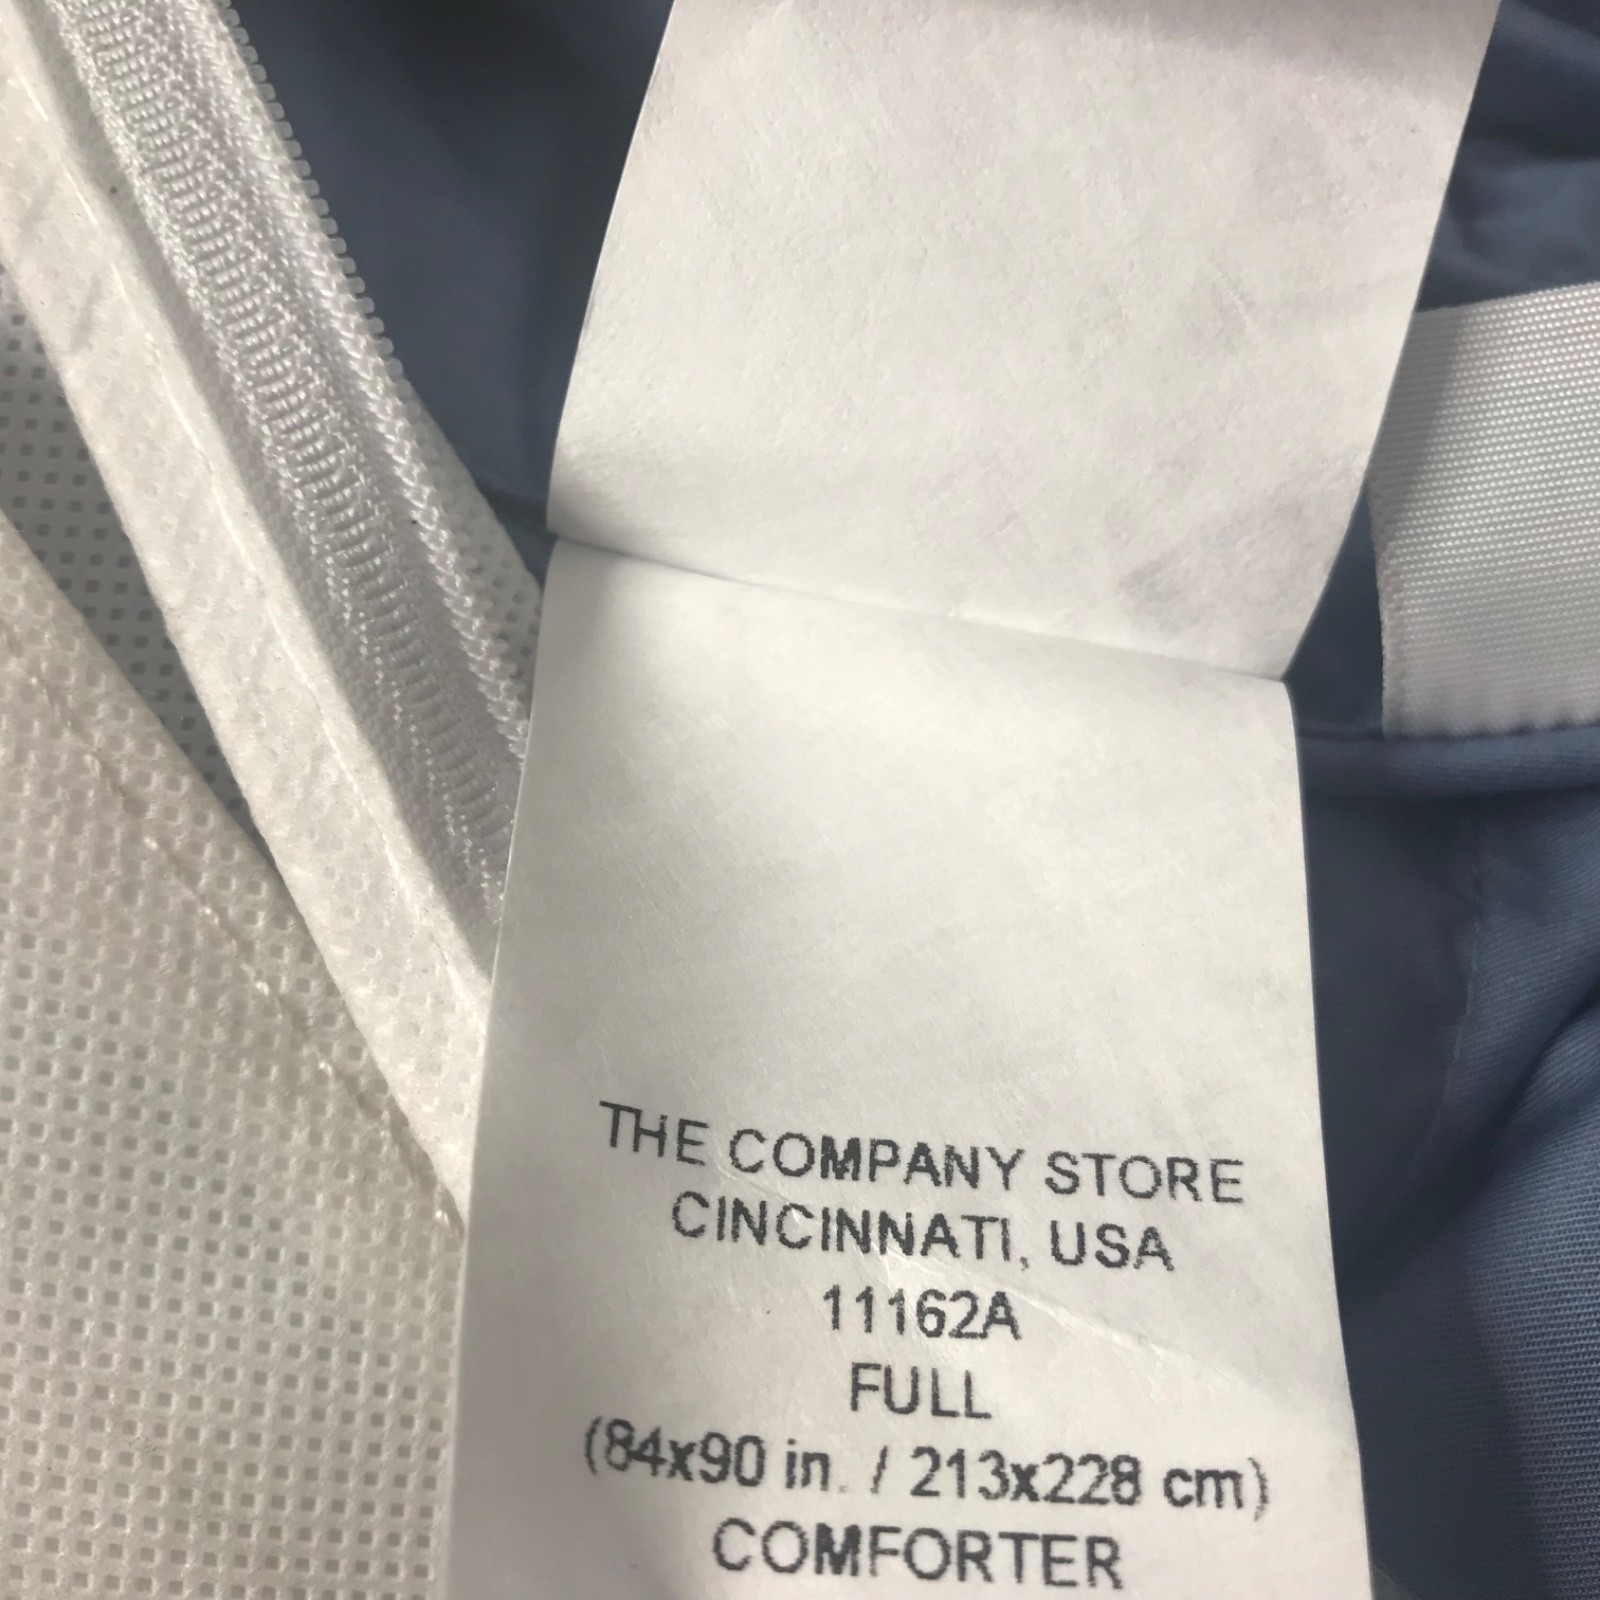 THE COMPANY STORE
CINCINNATI, USA
11162A
FULL
(84x90 in. / 213x228 cm)
COMFORTER